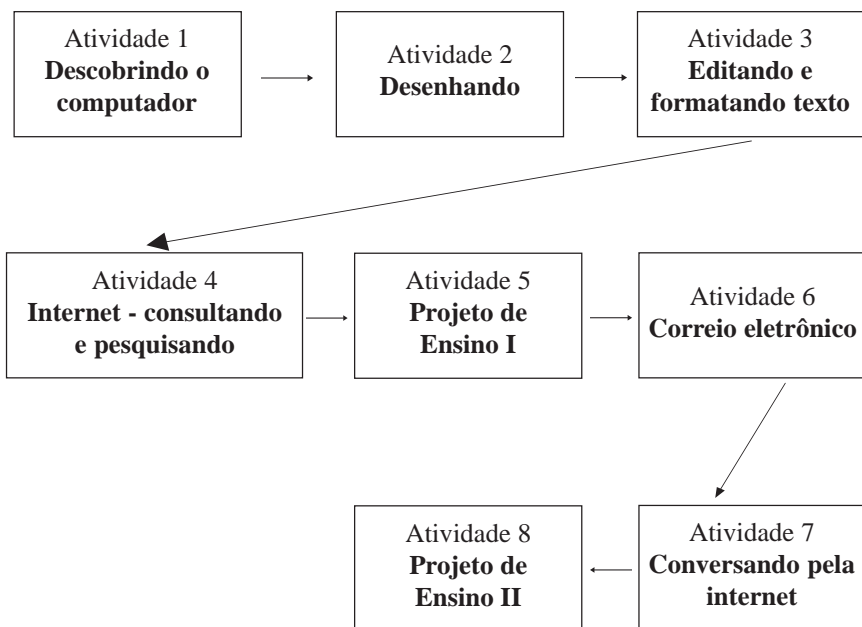 Atividade 1
Descobrindo o
computador
Atividade 2
Desenhando
Atividade 3
Editando e
formatando texto
Atividade 4
Internet - consultando
e pesquisando
Atividade 5
Projeto de
Ensino I
Atividade 6
Correio eletrônico
Atividade 7
Conversando pela
internet
Atividade 8
Projeto de
Ensino II